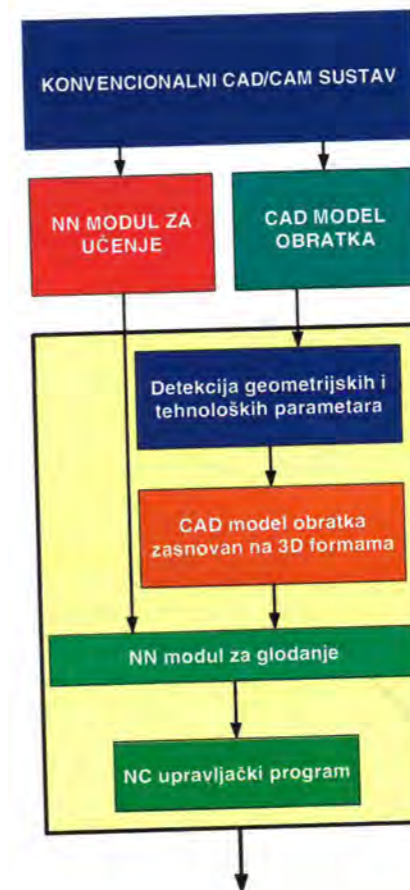 KONVENCIONALNI CAD/CAM SUSTAV
NN MODUL ZA
UČENJE
CAD MODEL
OBRATKA
Detekcija geometrijskih i
tehnoloških parametara
CAD model obratka
zasnovan na 3D formama
NN modul za glodanje
NC upravljački program